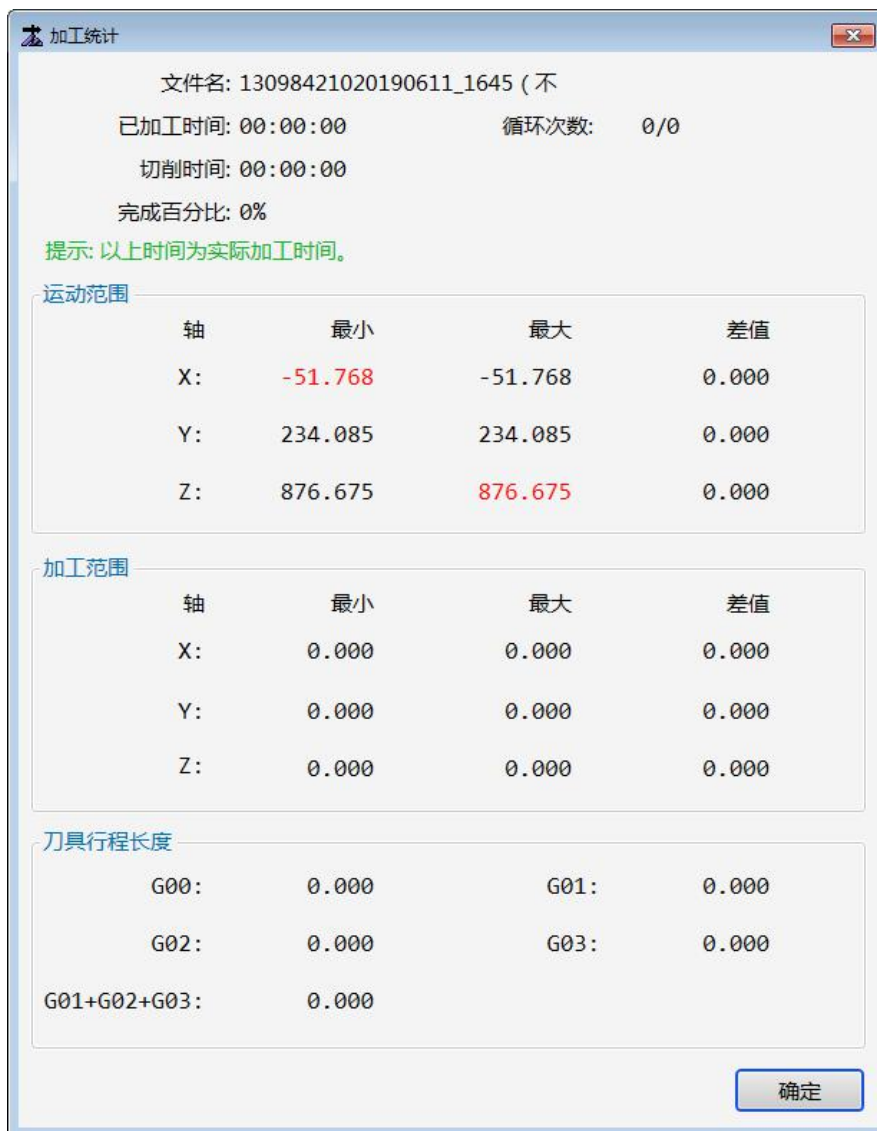 加工统计
文件名: 13098421020190611_1645 ( 不
已加工时间: 00:00:00 循环次数: 0/0
切削时间: 00:00:00
完成百分比: 0%
提示: 以上时间为实际加工时间。
运动范围
轴 最小 最大 差值
X: -51.768 -51.768 0.000
Y: 234.085 234.085 0.000
Z: 876.675 876.675 0.000
加工范围
轴 最小 最大 差值
X: 0.000 0.000 0.000
Y: 0.000 0.000 0.000
Z: 0.000 0.000 0.000
刀具行程长度
G00: 0.000 G01: 0.000
G02: 0.000 G03: 0.000
G01+G02+G03: 0.000
确定